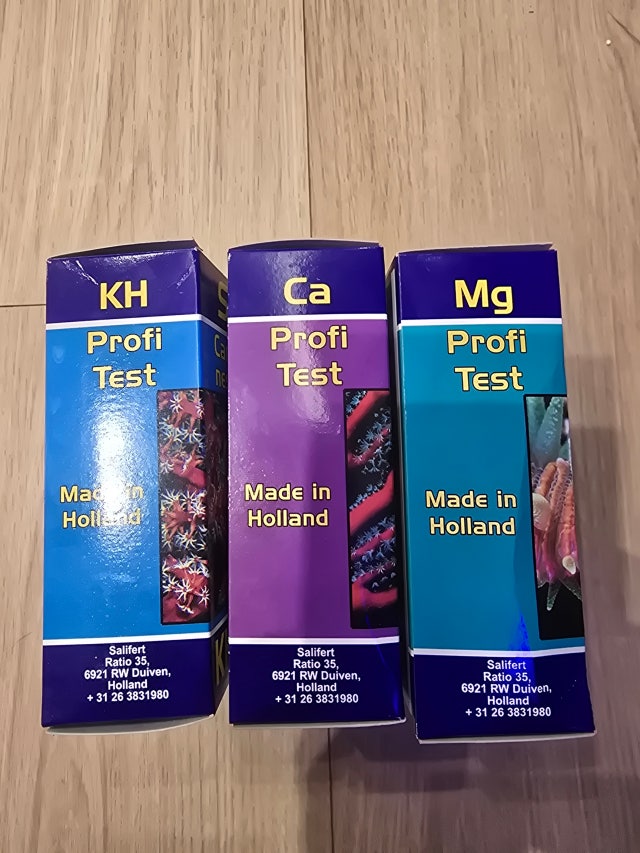 KH
Profi
Test
Made in
Holland
Salifert
Ratio 35,
6921 RW Duiven,
Holland
+ 31 26 3831980
Ca
Profi
Test
Made in
Holland
Salifert
Ratio 35,
6921 RW Duiven,
Holland
+ 31 26 3831980
Mg
Profi
Test
Made in
Holland
Salifert
Ratio 35,
6921 RW Duiven,
Holland
+ 31 26 3831980